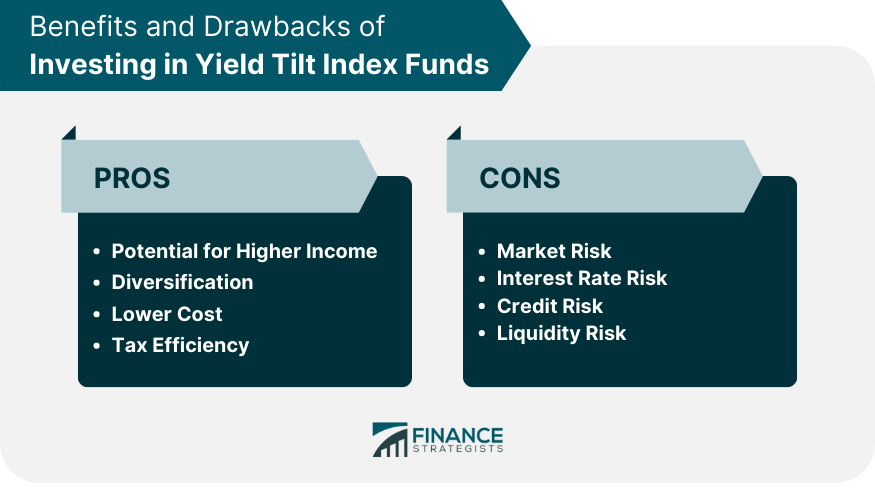 Benefits and Drawbacks of
Investing in Yield Tilt Index Funds
PROS
• Potential for Higher Income
• Diversification
• Lower Cost
• Tax Efficiency
CONS
• Market Risk
• Interest Rate Risk
• Credit Risk
• Liquidity Risk
FINANCE
STRATEGISTS